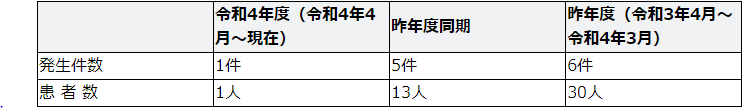 令和4年度（令和4年4月～現在） 昨年度同期 昨年度（令和3年4月～令和4年3月）
発生件数 1件 5件 6件
患 者 数 1人 13人 30人